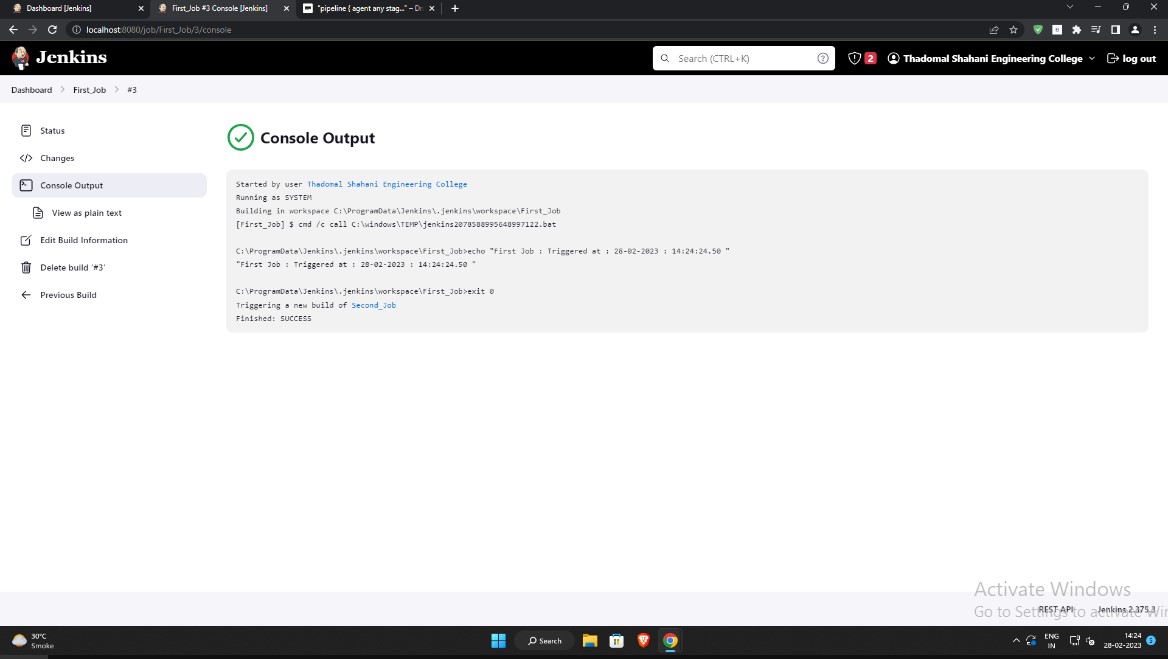 Dashboard [Jenkins]
First_Job #3 Console [Jenkins]
"pipeline { agent any stag..." – Dr
localhost:8080/job/First_Job/3/console
Jenkins
Search (CTRL+K)
2
Thadomal Shahani Engineering College
log out
Dashboard
First_Job
#3
Status
Changes
Console Output
View as plain text
Edit Build Information
Delete build '#3'
Previous Build
Console Output
Started by user Thadomal Shahani Engineering College
Running as SYSTEM
Building in workspace C:\ProgramData\Jenkins\.jenkins\workspace\First_Job
[First_Job] $ cmd /c call C:\windows\TEMP\jenkins2078588995648997122.bat
C:\ProgramData\Jenkins\.jenkins\workspace\First_Job>echo "First Job : Triggered at : 28-02-2023 : 14:24:24.50 "
"First Job : Triggered at : 28-02-2023 : 14:24:24.50 "
C:\ProgramData\Jenkins\.jenkins\workspace\First_Job>exit 0
Triggering a new build of Second_Job
Finished: SUCCESS
Activate Windows
Go to Settings to activate Win
REST API
Jenkins 2.375.3
30°C
Smoke
Search
ENG
IN
14:24
28-02-2023
5